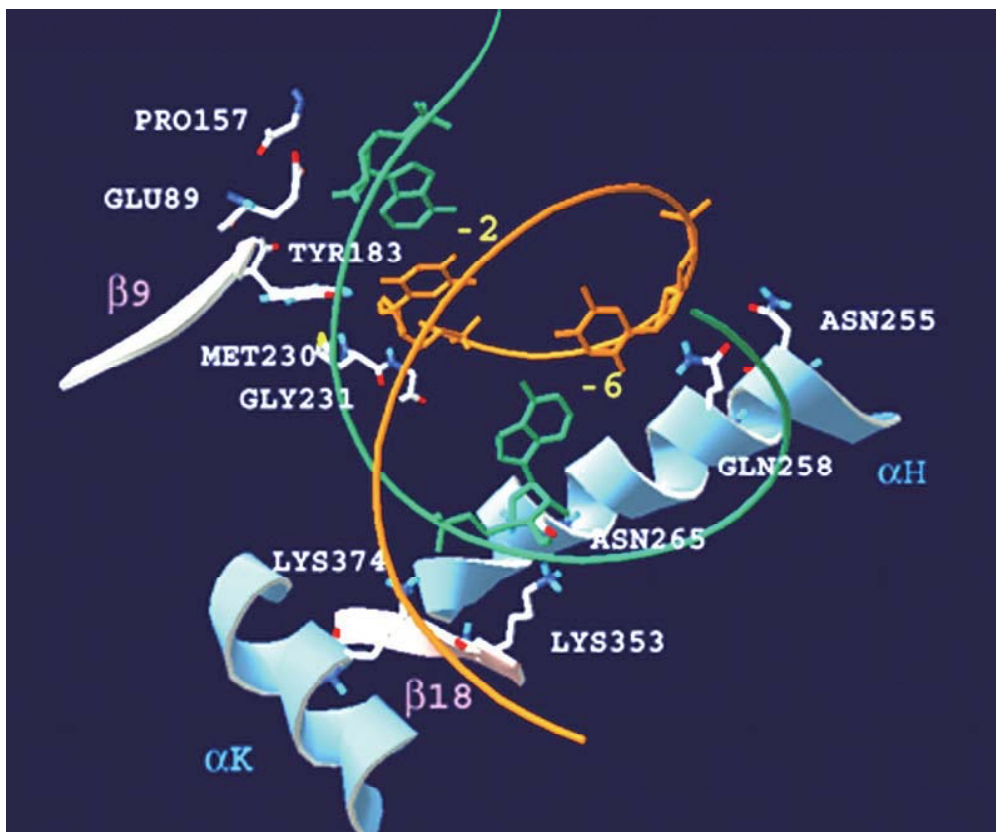 PRO157
GLU89
-2
TYR183
β9
ASN255
MET230
-6
GLY231
GLN258
αH
ASN265
LYS374
LYS353
β18
αK